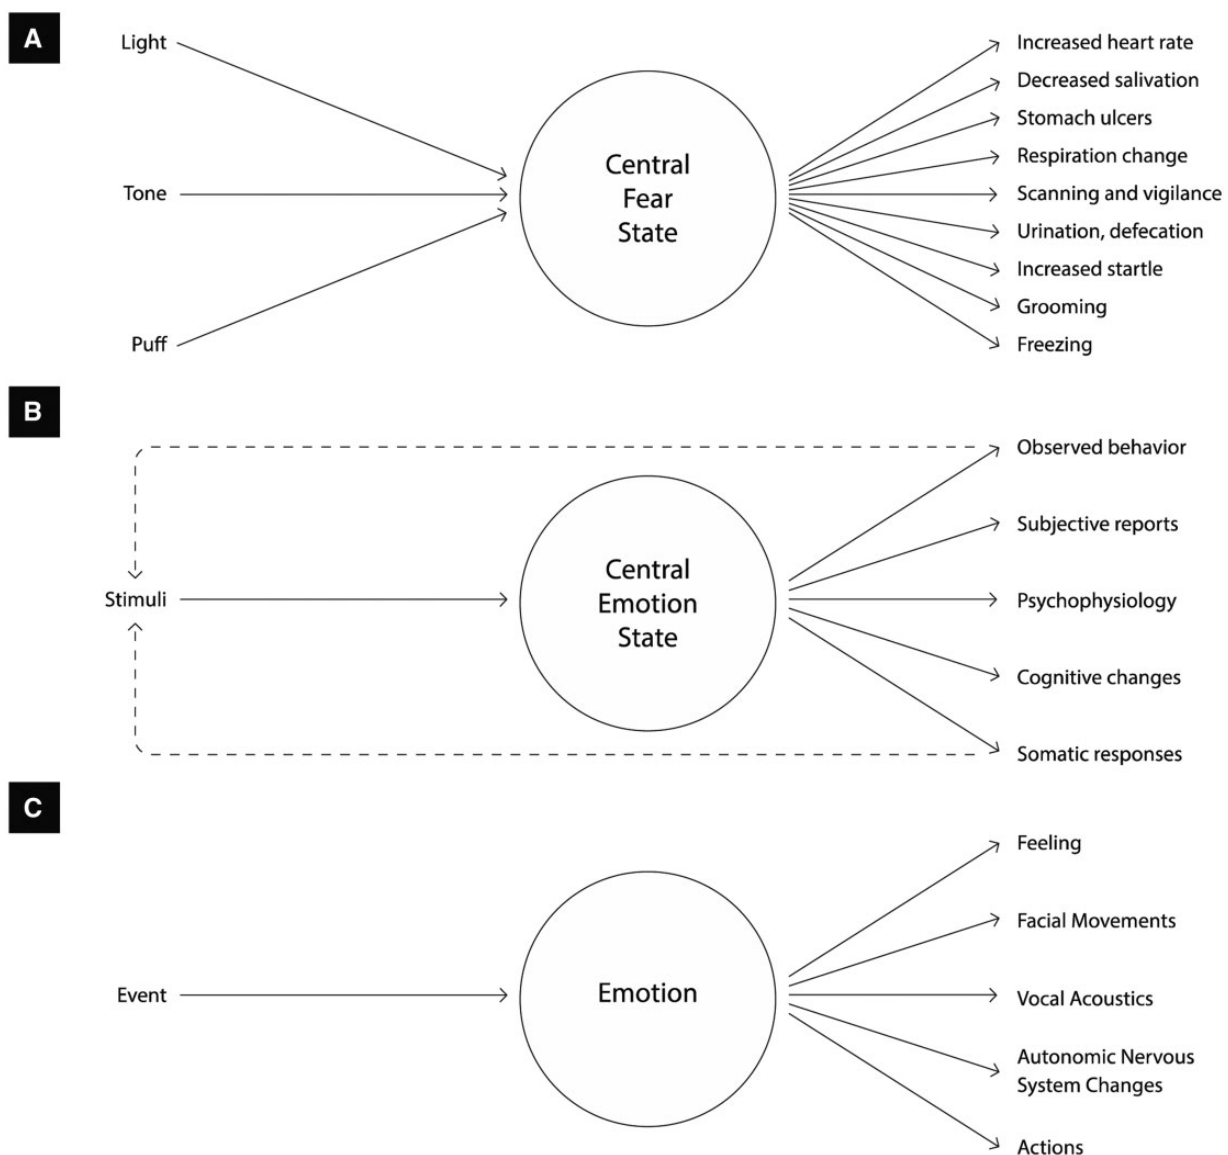 A
Light
Tone
Puff
Central
Fear
State
Increased heart rate
Decreased salivation
Stomach ulcers
Respiration change
Scanning and vigilance
Urination, defecation
Increased startle
Grooming
Freezing
B
Stimuli
Central
Emotion
State
Observed behavior
Subjective reports
Psychophysiology
Cognitive changes
Somatic responses
C
Event
Emotion
Feeling
Facial Movements
Vocal Acoustics
Autonomic Nervous
System Changes
Actions